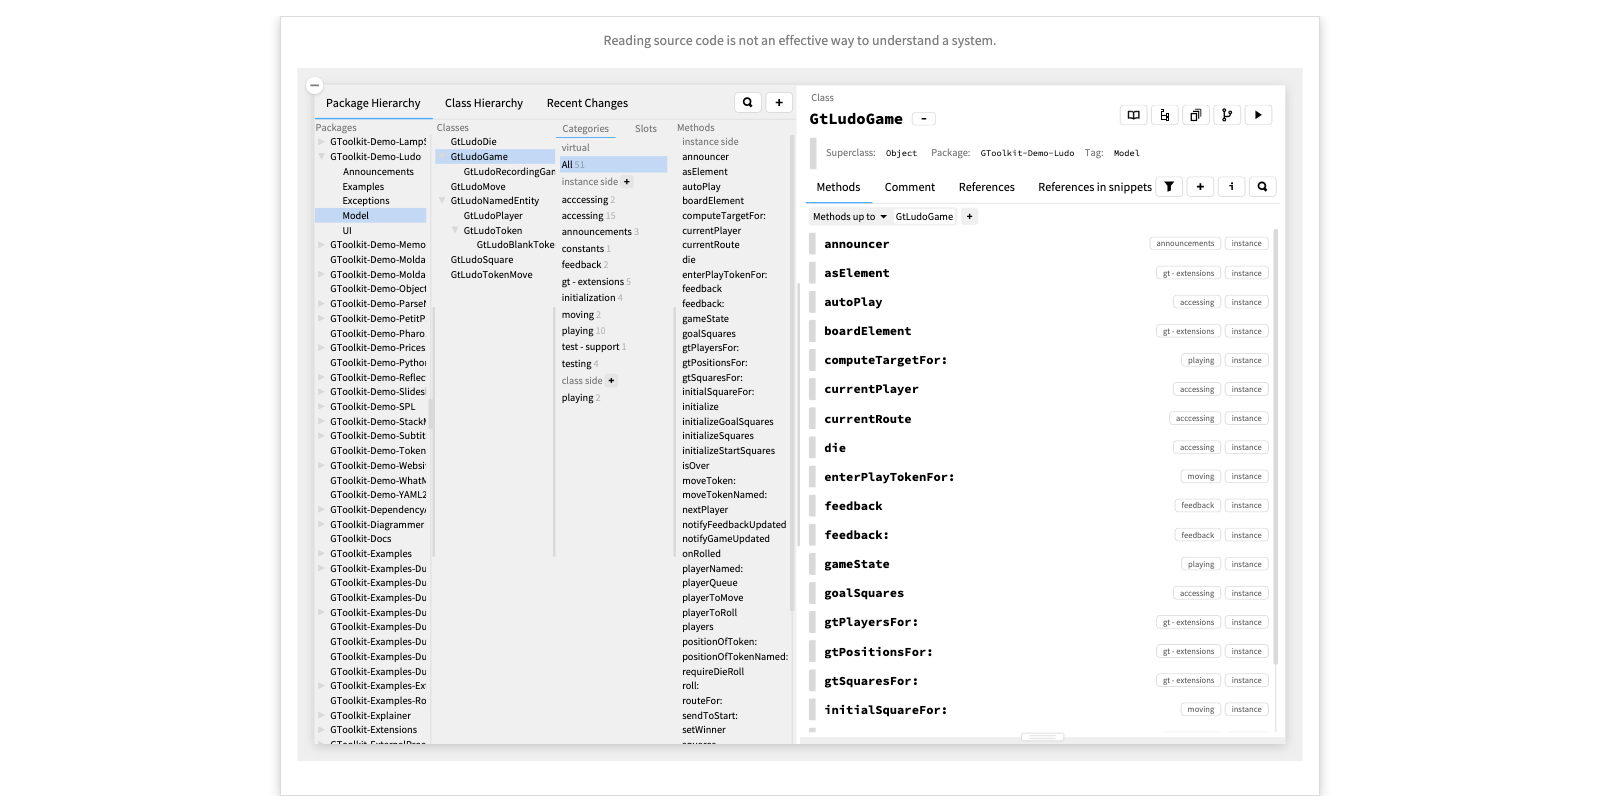 Reading source code is not an effective way to understand a system.
Package Hierarchy Class Hierarchy Recent Changes +
Packages
GToolkit-Demo-LampS
GToolkit-Demo-Ludo
Announcements
Examples
Exceptions
Model
UI
GToolkit-Demo-Memo
GToolkit-Demo-Molda
GToolkit-Demo-Molda
GToolkit-Demo-Object
GToolkit-Demo-Parse
GToolkit-Demo-PetitP
GToolkit-Demo-Pharo
GToolkit-Demo-Prices
GToolkit-Demo-Python
GToolkit-Demo-Reflec
GToolkit-Demo-Slides
GToolkit-Demo-SPL
GToolkit-Demo-Stack
GToolkit-Demo-Subtit
GToolkit-Demo-Token
GToolkit-Demo-Websi
GToolkit-Demo-What
GToolkit-Demo-YAML2
GToolkit-Dependency
GToolkit-Diagrammer
GToolkit-Docs
GToolkit-Examples
GToolkit-Examples-Du
GToolkit-Examples-Du
GToolkit-Examples-Du
GToolkit-Examples-Du
GToolkit-Examples-Du
GToolkit-Examples-Du
GToolkit-Examples-Du
GToolkit-Examples-Du
GToolkit-Examples-Ex
GToolkit-Examples-Ro
GToolkit-Explainer
GToolkit-Extensions
Classes
GtLudoDie
GtLudoGame
GtLudoRecordingGam
GtLudoMove
GtLudoNamedEntity
GtLudoPlayer
GtLudoToken
GtLudoBlankToke
GtLudoSquare
GtLudoTokenMove
Categories Slots
virtual
All 51
instance side +
acccessing 2
accessing 15
announcements 3
constants 1
feedback 2
gt - extensions 5
initialization 4
moving 2
playing 10
test - support 1
testing 4
class side +
playing 2
Methods
instance side
announcer
asElement
autoPlay
boardElement
computeTargetFor:
currentPlayer
currentRoute
die
enterPlayTokenFor:
feedback
feedback:
gameState
goalSquares
gtPlayersFor:
gtPositionsFor:
gtSquaresFor:
initialSquareFor:
initialize
initializeGoalSquares
initializeSquares
initializeStartSquares
isOver
moveToken:
moveTokenNamed:
nextPlayer
notifyFeedbackUpdated
notifyGameUpdated
onRolled
playerNamed:
playerQueue
playerToMove
playerToRoll
players
positionOfToken:
positionOfTokenNamed:
requireDieRoll
roll:
routeFor:
sendToStart:
setWinner
Class
GtLudoGame -
Superclass: Object Package: GToolkit-Demo-Ludo Tag: Model
Methods Comment References References in snippets + i
Methods up to GtLudoGame +
announcer announcements instance
asElement gt - extensions instance
autoPlay accessing instance
boardElement gt - extensions instance
computeTargetFor: playing instance
currentPlayer accessing instance
currentRoute acccessing instance
die accessing instance
enterPlayTokenFor: moving instance
feedback feedback instance
feedback: feedback instance
gameState playing instance
goalSquares accessing instance
gtPlayersFor: gt - extensions instance
gtPositionsFor: gt - extensions instance
gtSquaresFor: gt - extensions instance
initialSquareFor: moving instance